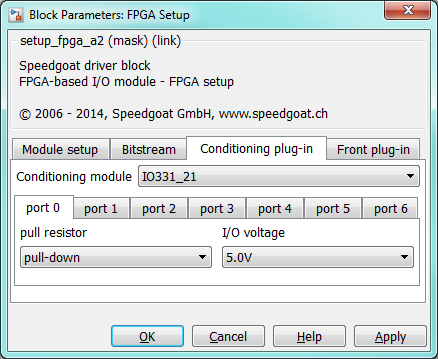 Block Parameters: FPGA Setup
setup_fpga_a2 (mask) (link)
Speedgoat driver block
FPGA-based I/O module - FPGA setup
© 2006 - 2014, Speedgoat GmbH, www.speedgoat.ch
Module setup Bitstream Conditioning plug-in Front plug-in
Conditioning module IO331_21
port 0 port 1 port 2 port 3 port 4 port 5 port 6
pull resistor I/O voltage
pull-down 5.0V
OK Cancel Help Apply